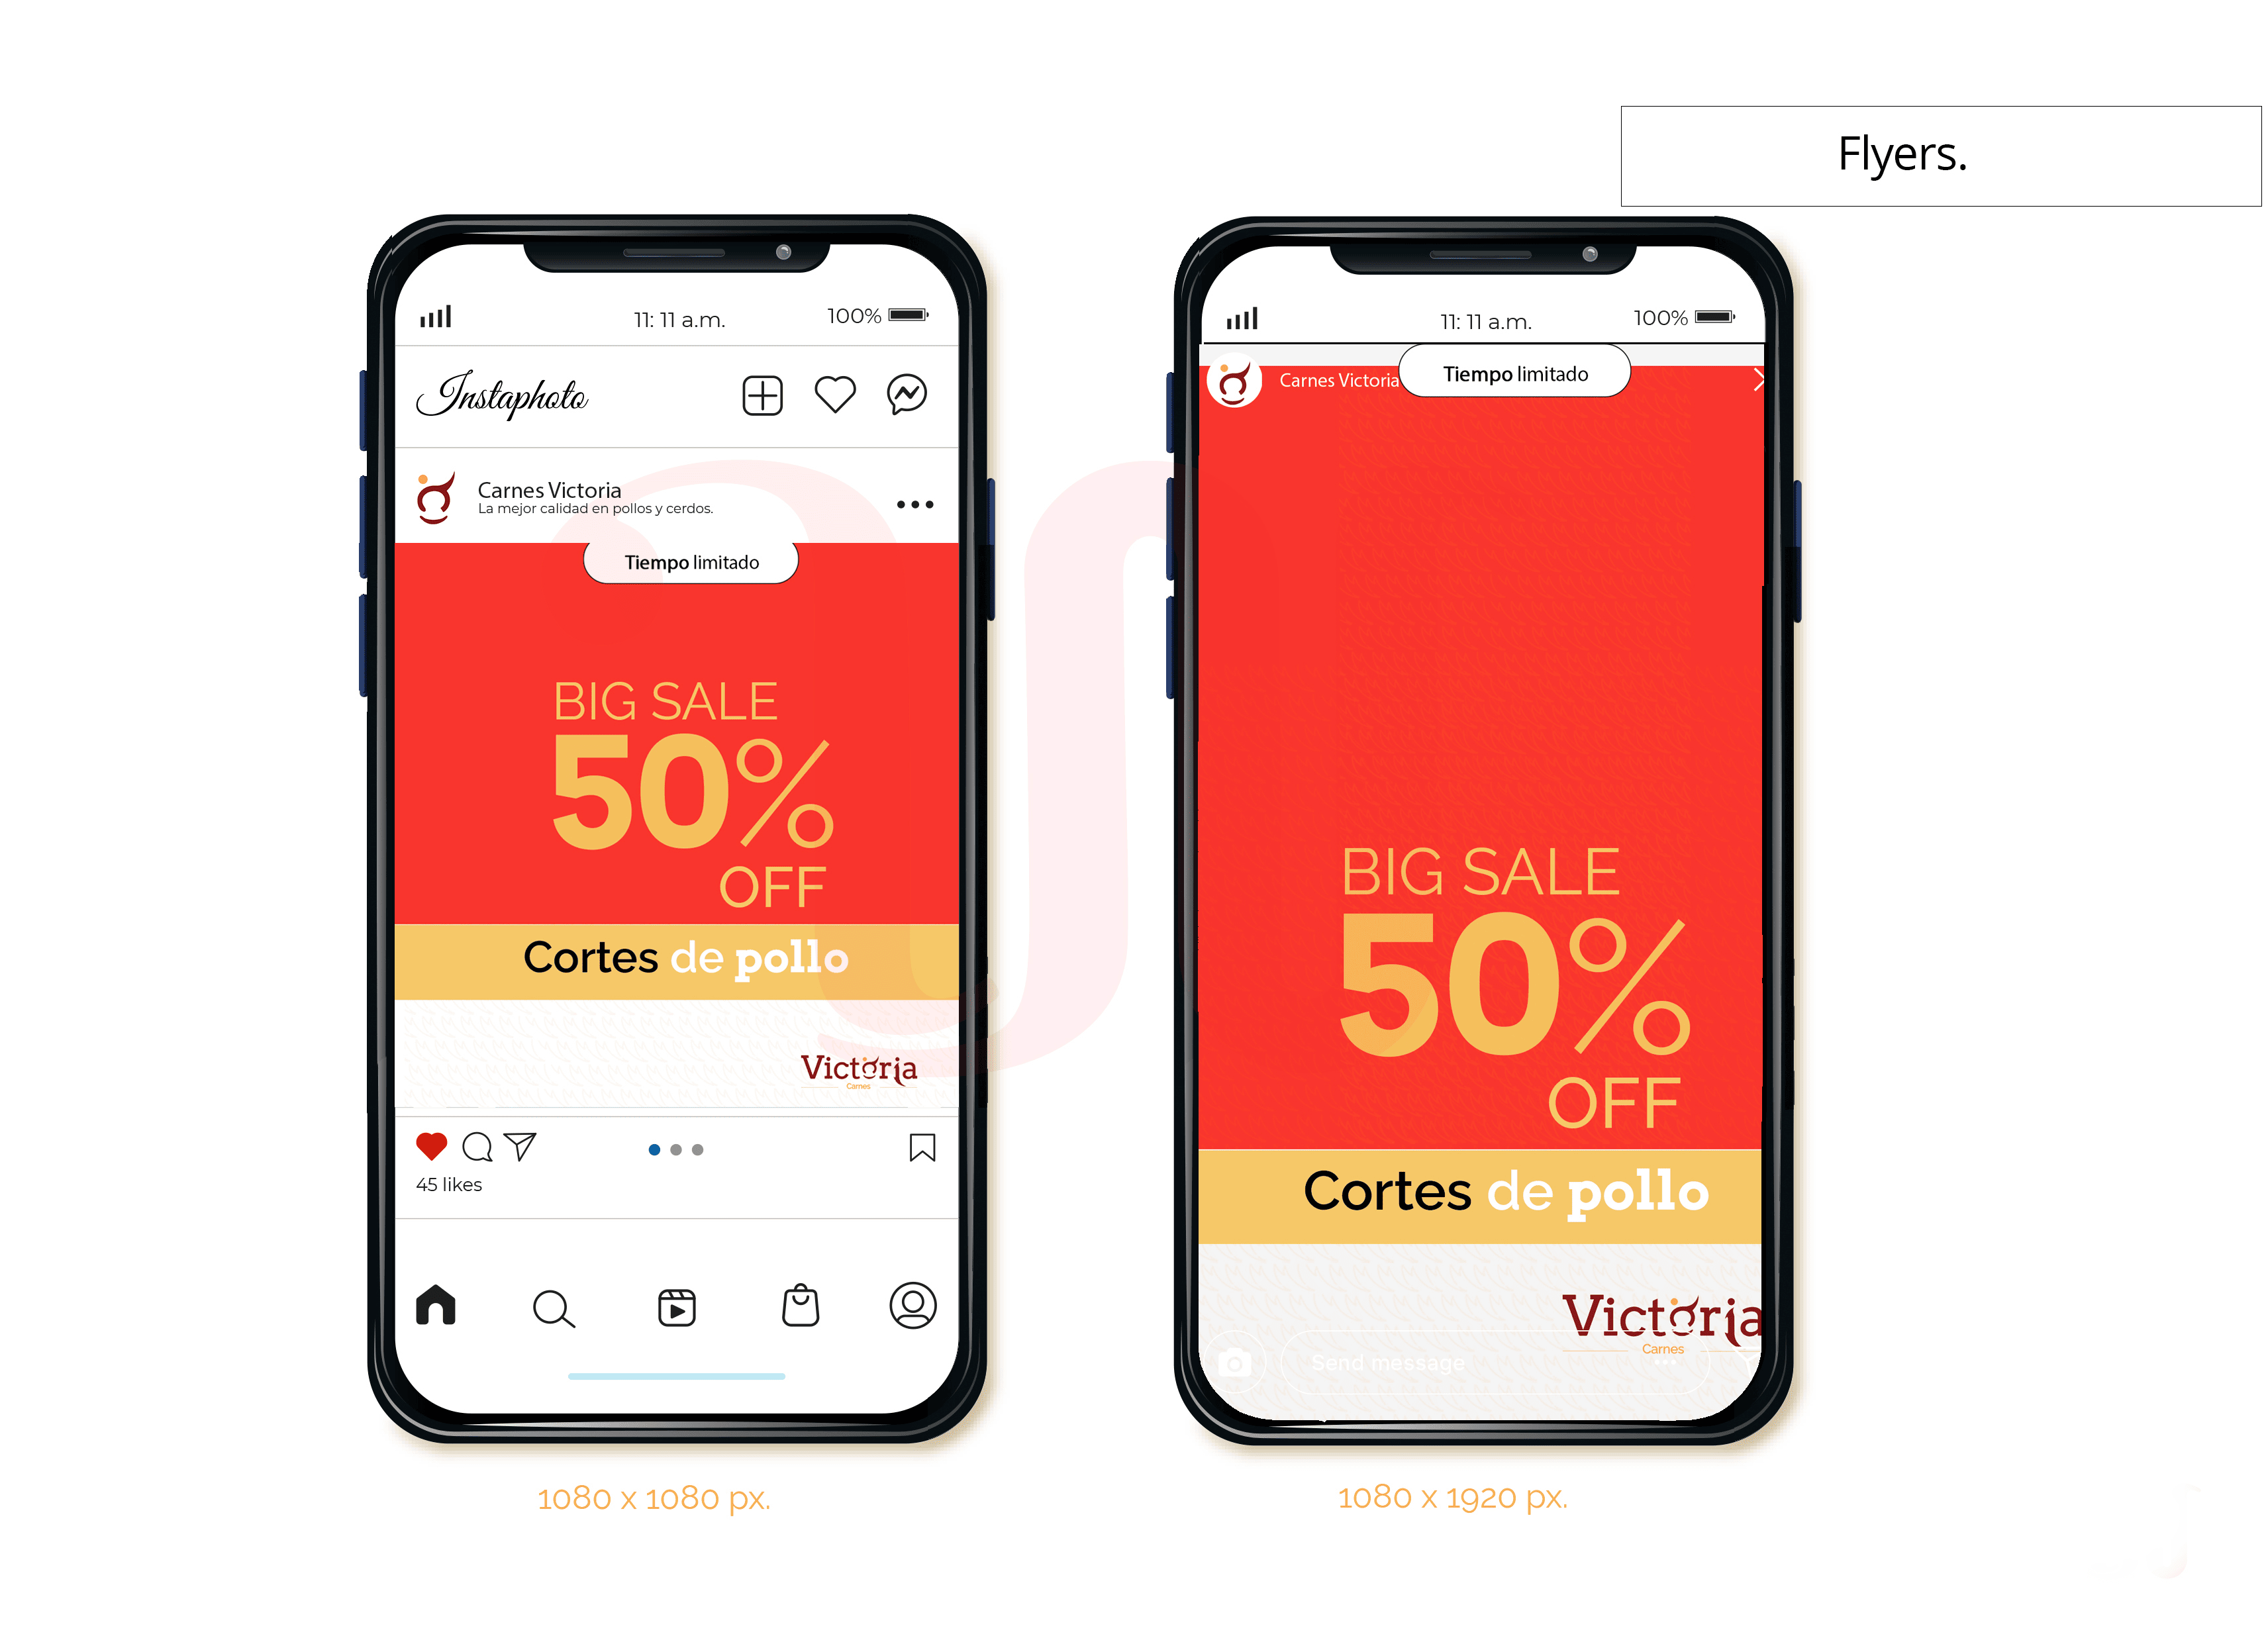 Flyers.
11: 11 a.m.
100%
Instaphoto
Carnes Victoria
La mejor calidad en pollos y cerdos.
Tiempo limitado
BIG SALE
50%
OFF
Cortes de pollo
Victoria
Carnes
45 likes
1080 x 1080 px.
11: 11 a.m.
100%
Carnes Victoria
Tiempo limitado
BIG SALE
50%
OFF
Cortes de pollo
Victoria
Carnes
Send message
1080 x 1920 px.